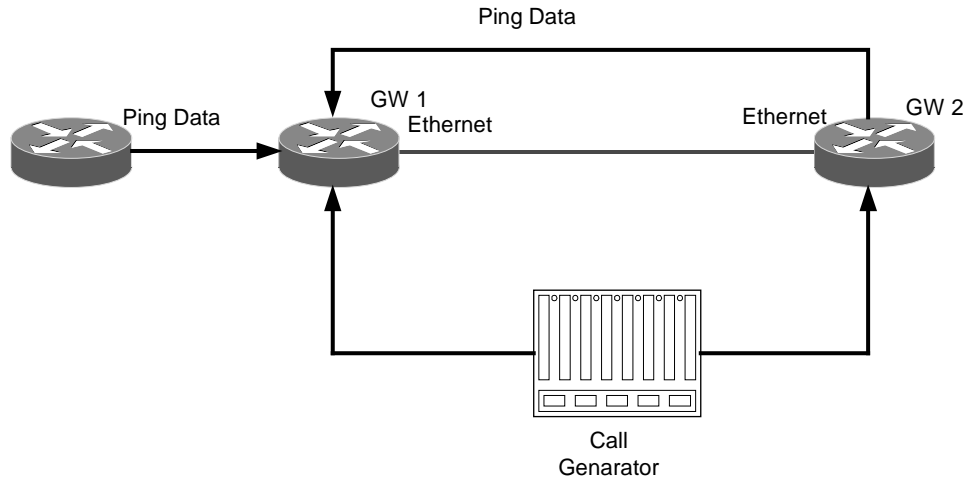 Ping Data
GW 1
Ping Data
Ethernet
Ethernet
GW 2
Call
Genarator